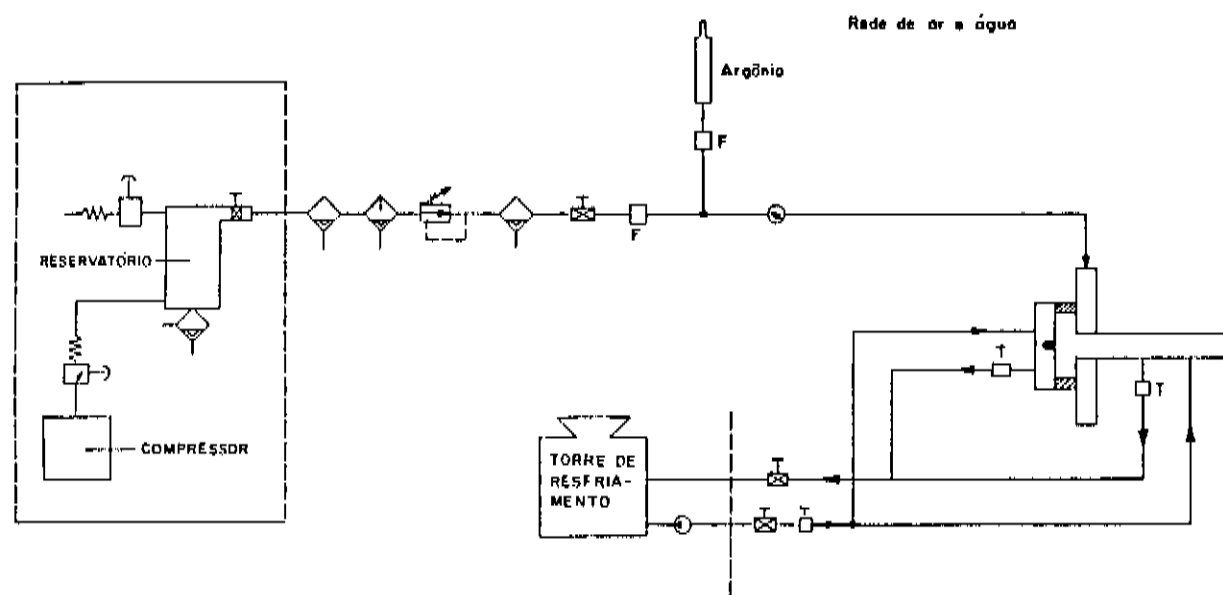 Rede de ar e água
Argônio
F
F
RESERVATÓRIO
COMPRESSOR
T
T
TORRE DE
RESFRIA-
MENTO
T